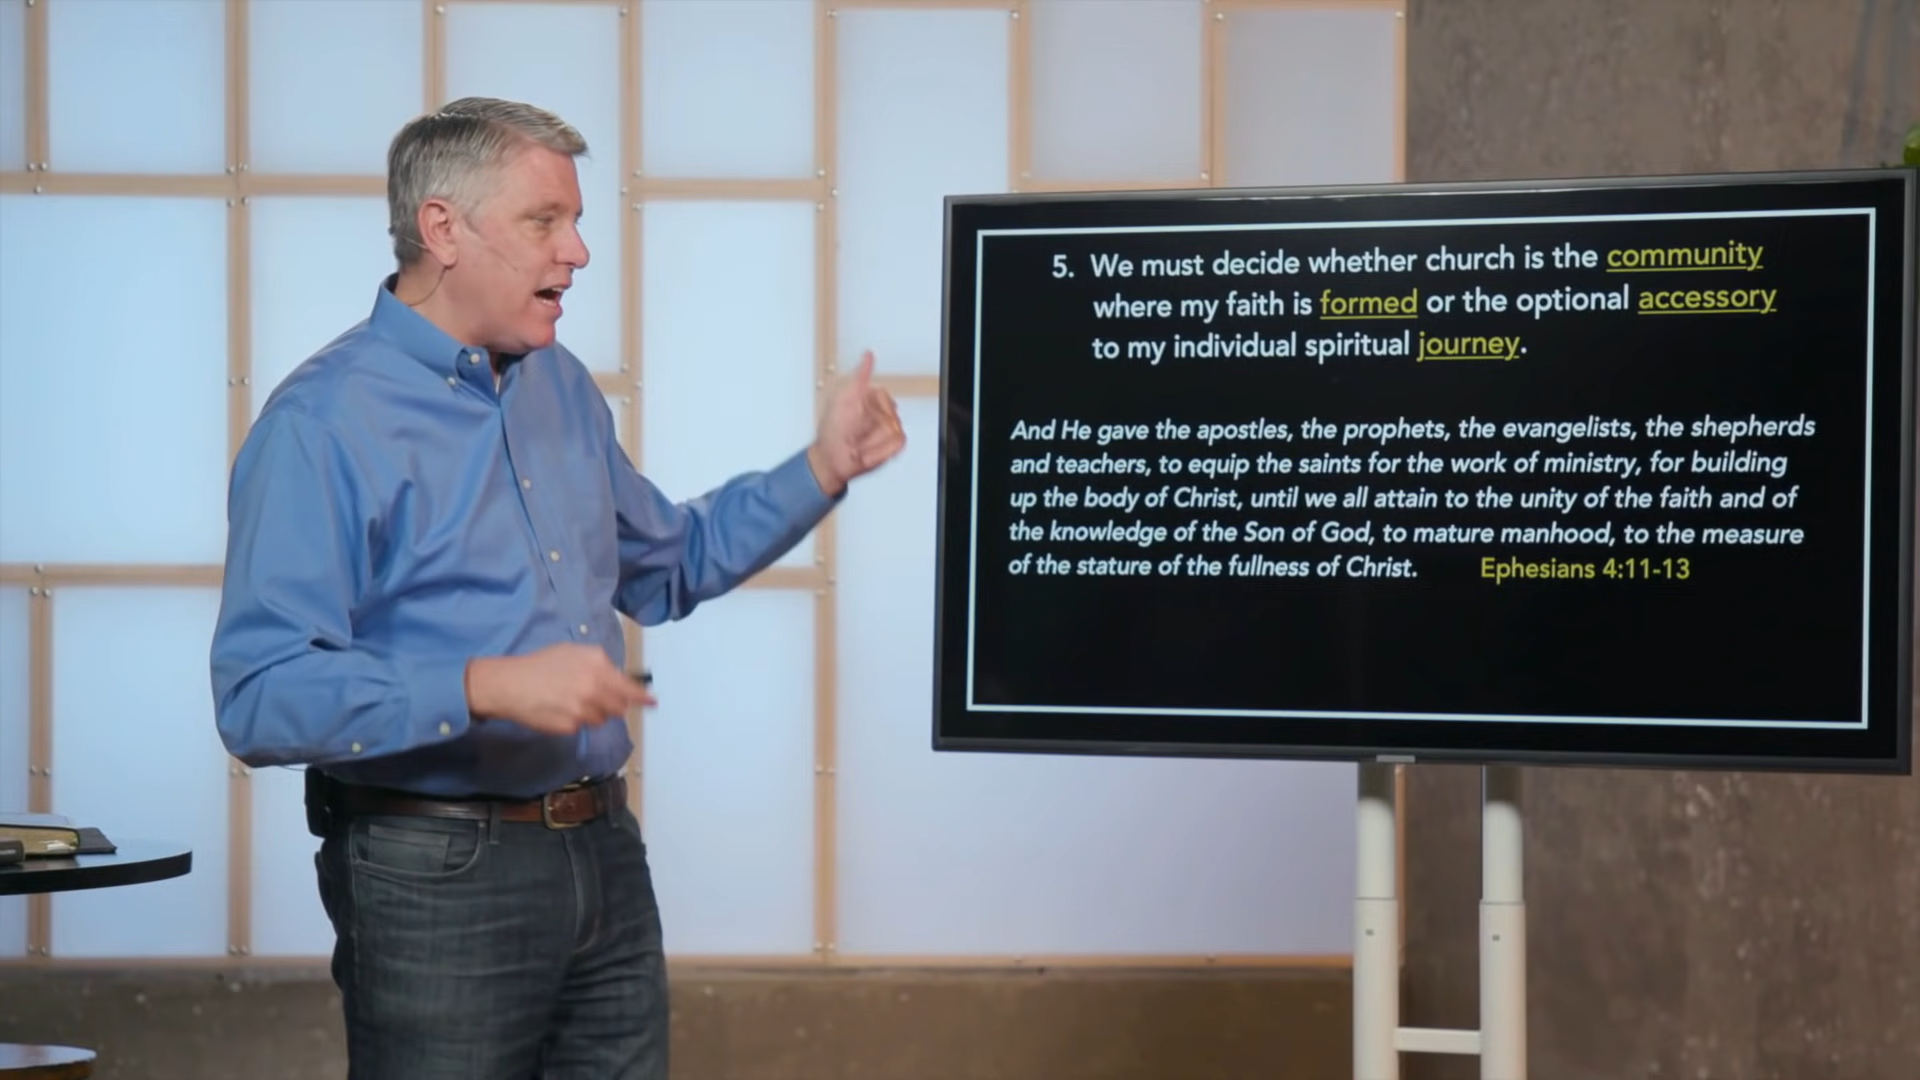 5. We must decide whether church is the community
where my faith is formed or the optional accessory
to my individual spiritual journey.
And He gave the apostles, the prophets, the evangelists, the shepherds
and teachers, to equip the saints for the work of ministry, for building
up the body of Christ, until we all attain to the unity of the faith and of
the knowledge of the Son of God, to mature manhood, to the measure
of the stature of the fullness of Christ. Ephesians 4:11-13